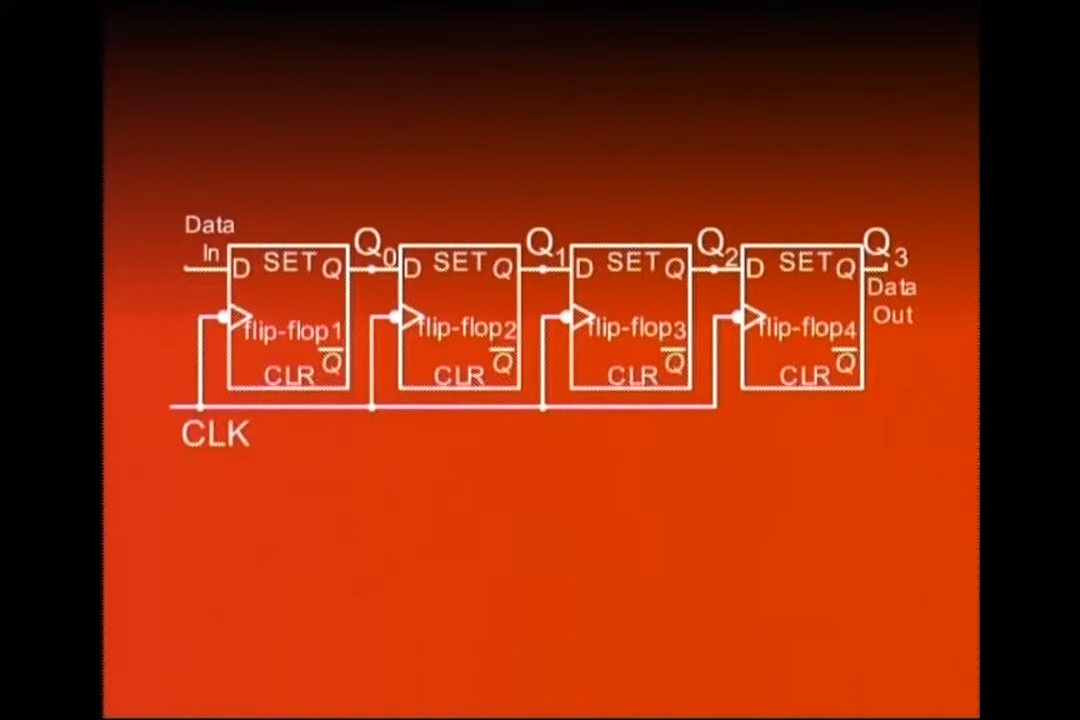 Data
In
D SET Q
flip-flop1
Q̅
CLR
Q0
D SET Q
flip-flop2
Q̅
CLR
Q1
D SET Q
flip-flop3
Q̅
CLR
Q2
D SET Q
flip-flop4
Q̅
CLR
Q3
Data
Out
CLK